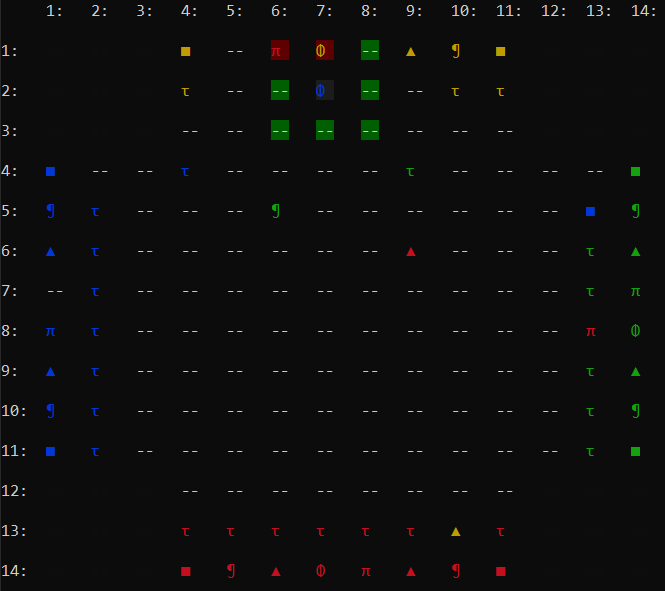 1: 2: 3: 4: 5: 6: 7: 8: 9: 10: 11: 12: 13: 14:
1: ■ -- π Φ -- ▲ ¶ ■
2: τ -- -- Φ -- -- τ τ
3: -- -- -- -- -- -- -- --
4: ■ -- -- τ -- -- -- -- τ -- -- -- -- ■
5: ¶ τ -- -- -- ¶ -- -- -- -- -- -- ■ ¶
6: ▲ τ -- -- -- -- -- -- ▲ -- -- -- τ ▲
7: -- τ -- -- -- -- -- -- -- -- -- -- τ π
8: π τ -- -- -- -- -- -- -- -- -- -- π Φ
9: ▲ τ -- -- -- -- -- -- -- -- -- -- τ ▲
10: ¶ τ -- -- -- -- -- -- -- -- -- -- τ ¶
11: ■ τ -- -- -- -- -- -- -- -- -- -- τ ■
12: -- -- -- -- -- -- -- --
13: τ τ τ τ τ τ ▲ τ
14: ■ ¶ ▲ Φ π ▲ ¶ ■